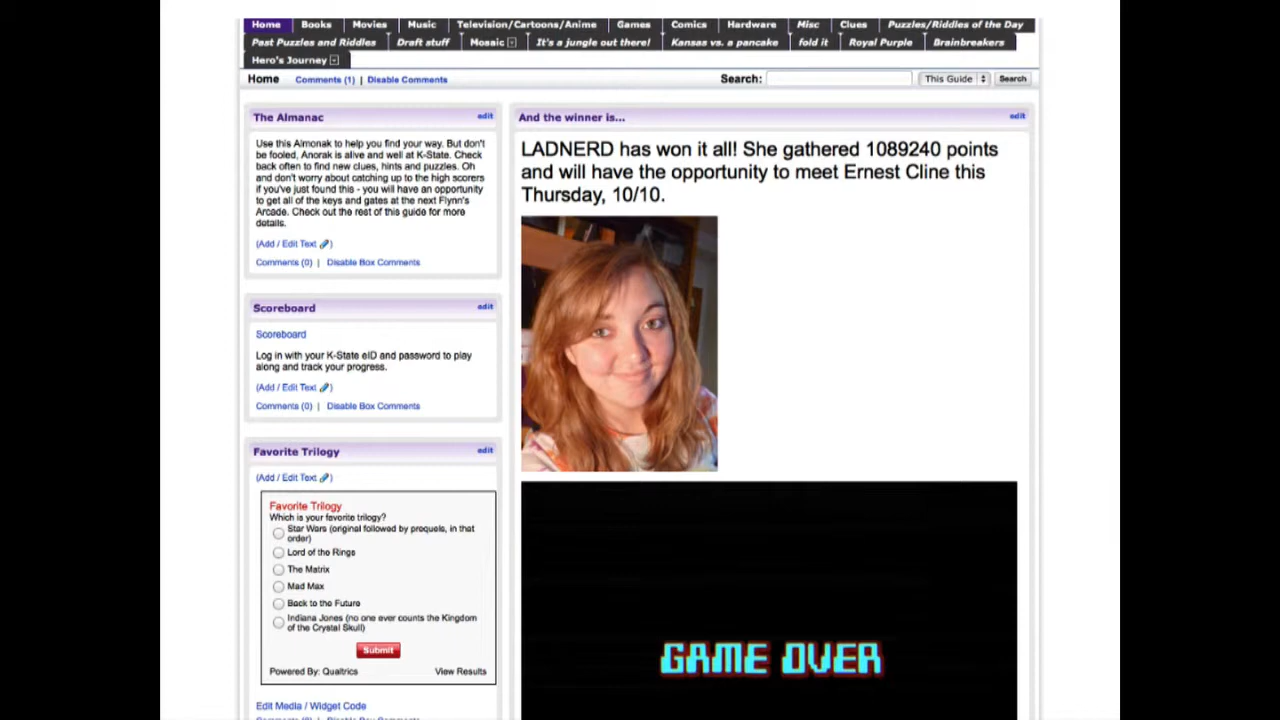 Home Books Movies Music Television/Cartoons/Anime Games Comics Hardware Misc Clues Puzzles/Riddles of the Day
Past Puzzles and Riddles Draft stuff Mosaic It's a jungle out there! Kansas vs. a pancake fold it Royal Purple Brainbreakers
Hero's Journey
Home Comments (1) | Disable Comments Search: This Guide Search
The Almanac edit
Use this Almonak to help you find your way. But don't
be fooled, Anorak is alive and well at K-State. Check
back often to find new clues, hints and puzzles. Oh
and don't worry about catching up to the high scorers
if you've just found this - you will have an opportunity
to get all of the keys and gates at the next Flynn's
Arcade. Check out the rest of this guide for more
details.
(Add / Edit Text )
Comments (0) | Disable Box Comments
Scoreboard edit
Scoreboard
Log in with your K-State eID and password to play
along and track your progress.
(Add / Edit Text )
Comments (0) | Disable Box Comments
Favorite Trilogy edit
(Add / Edit Text )
Favorite Trilogy
Which is your favorite trilogy?
Star Wars (original followed by prequels, in that
order)
Lord of the Rings
The Matrix
Mad Max
Back to the Future
Indiana Jones (no one ever counts the Kingdom
of the Crystal Skull)
Submit
Powered By: Qualtrics View Results
Edit Media / Widget Code
Comments (0) | Disable Box Comments
And the winner is... edit
LADNERD has won it all! She gathered 1089240 points
and will have the opportunity to meet Ernest Cline this
Thursday, 10/10.
GAME OVER